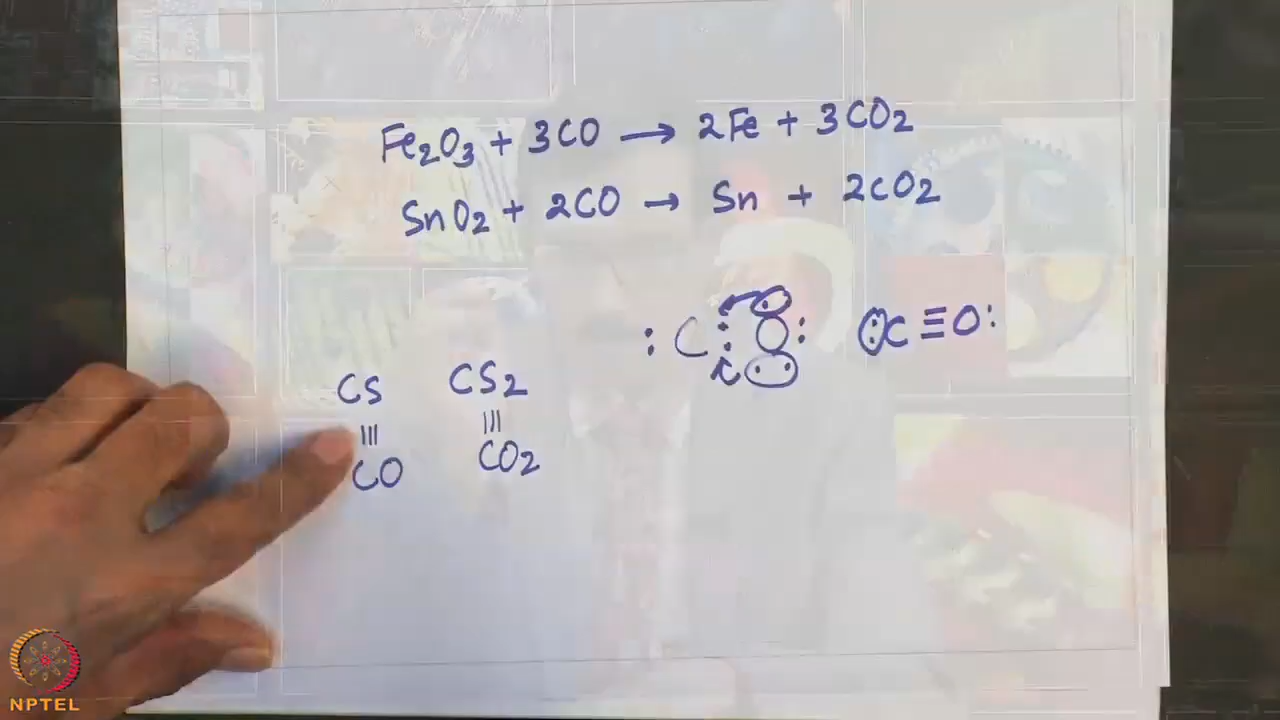 Fe2O3 + 3CO → 2Fe + 3CO2
SnO2 + 2CO → Sn + 2CO2
:C::O: :C≡O:
CS CS2
≡ ≡
CO CO2
NPTEL